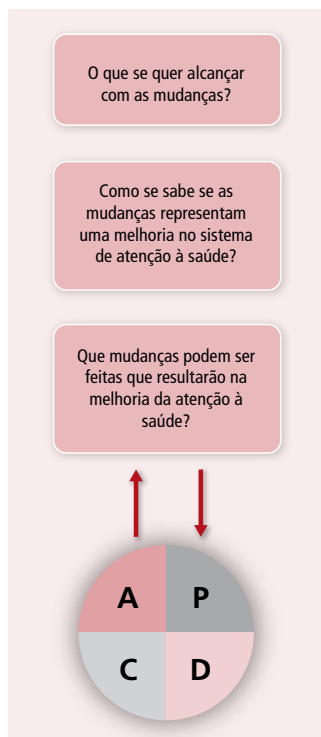 O que se quer alcançar
com as mudanças?
Como se sabe se as
mudanças representam
uma melhoria no sistema
de atenção à saúde?
Que mudanças podem ser
feitas que resultarão na
melhoria da atenção à
saúde?
A P
C D